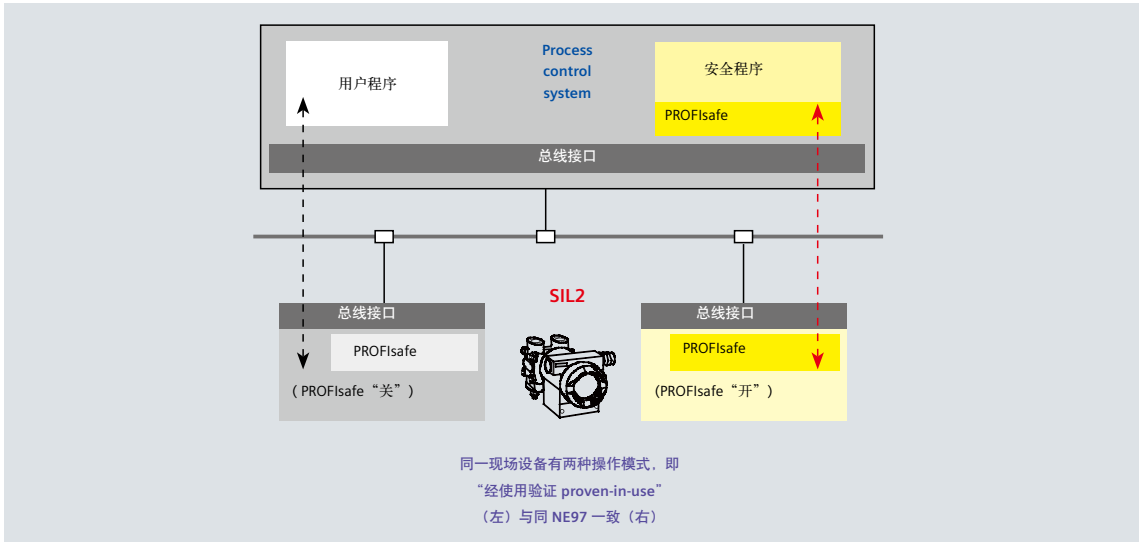 用户程序
Process
control
system
安全程序
PROFIsafe
总线接口
总线接口
PROFIsafe
( PROFIsafe “关” )
SIL2
总线接口
PROFIsafe
(PROFIsafe “开” )
同一现场设备有两种操作模式，即
“经使用验证 proven-in-use”
（左）与同 NE97 一致（右）